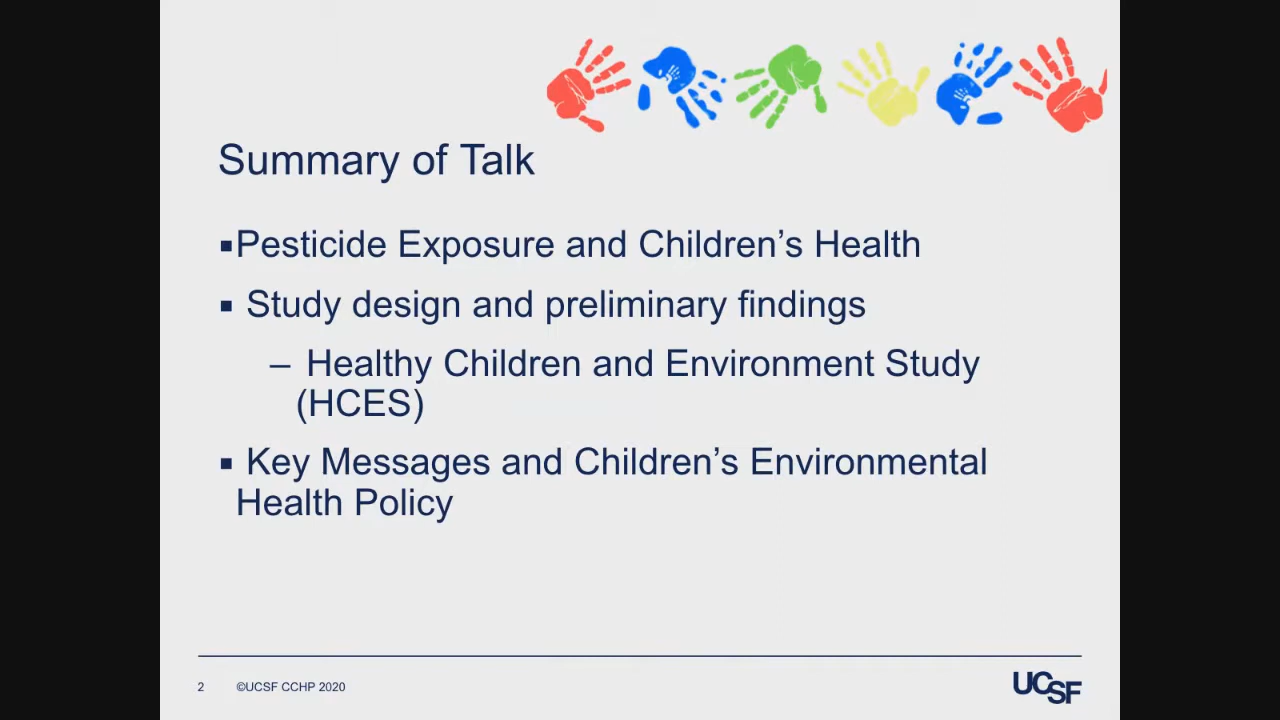 Summary of Talk
▪Pesticide Exposure and Children’s Health
▪ Study design and preliminary findings
– Healthy Children and Environment Study
(HCES)
▪ Key Messages and Children’s Environmental
Health Policy
2 ©UCSF CCHP 2020
UCSF